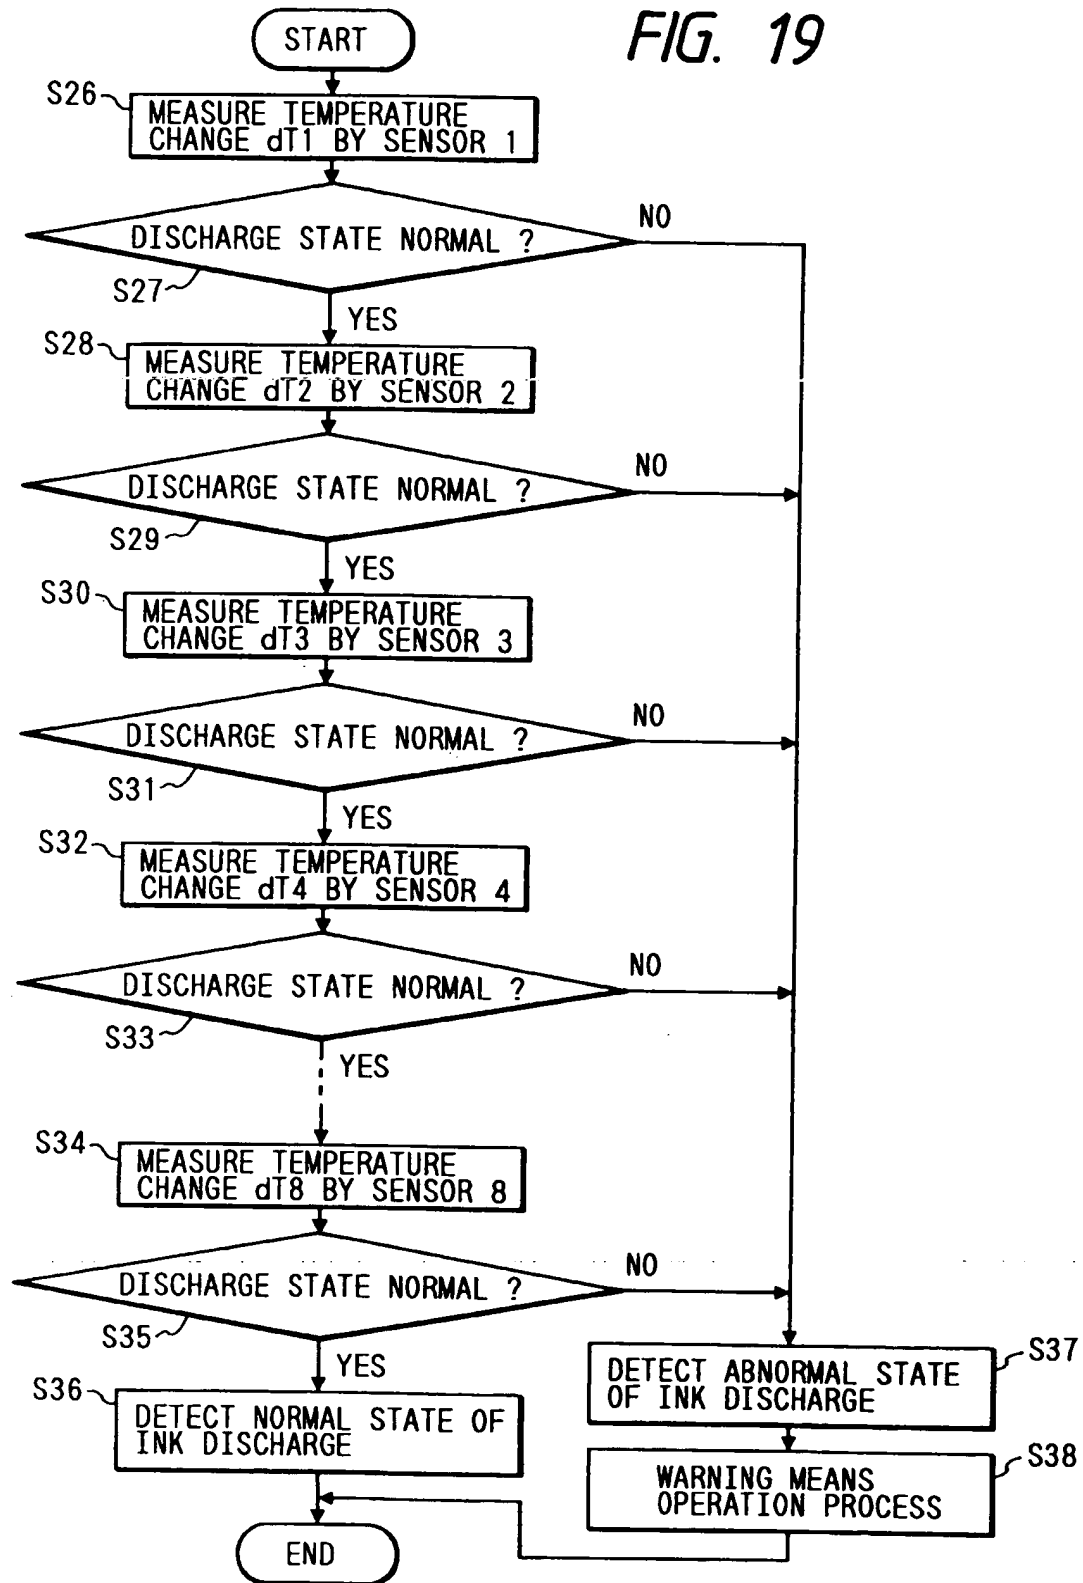 FIG. 19
START
S26
MEASURE TEMPERATURE
CHANGE dT1 BY SENSOR 1
DISCHARGE STATE NORMAL ?
NO
S27
YES
S28
MEASURE TEMPERATURE
CHANGE dT2 BY SENSOR 2
DISCHARGE STATE NORMAL ?
NO
S29
YES
S30
MEASURE TEMPERATURE
CHANGE dT3 BY SENSOR 3
DISCHARGE STATE NORMAL ?
NO
S31
YES
S32
MEASURE TEMPERATURE
CHANGE dT4 BY SENSOR 4
DISCHARGE STATE NORMAL ?
NO
S33
YES
S34
MEASURE TEMPERATURE
CHANGE dT8 BY SENSOR 8
DISCHARGE STATE NORMAL ?
NO
S35
YES
S36
DETECT NORMAL STATE OF
INK DISCHARGE
S37
DETECT ABNORMAL STATE
OF INK DISCHARGE
S38
WARNING MEANS
OPERATION PROCESS
END